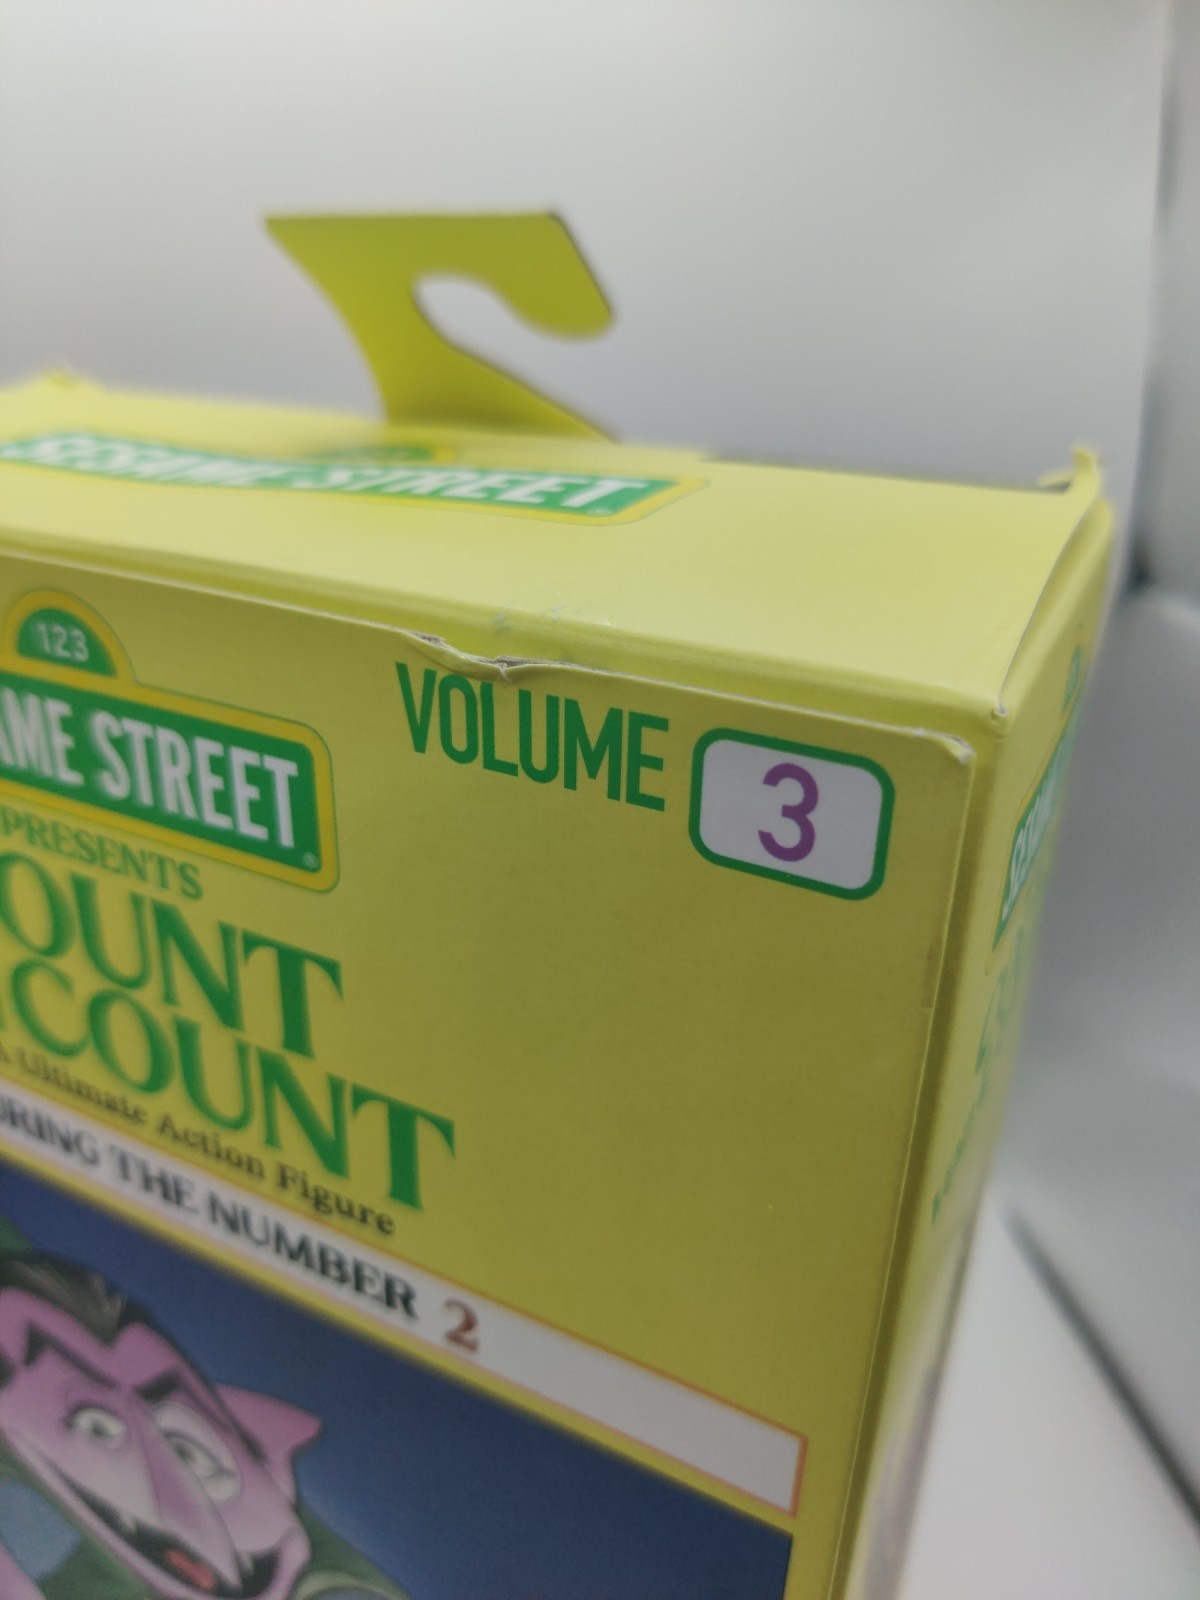 SESAME STREET
123
AME STREET®
VOLUME 3
PRESENTS
OUNT
COUNT
A Ultimate Action Figure
RING THE NUMBER 2